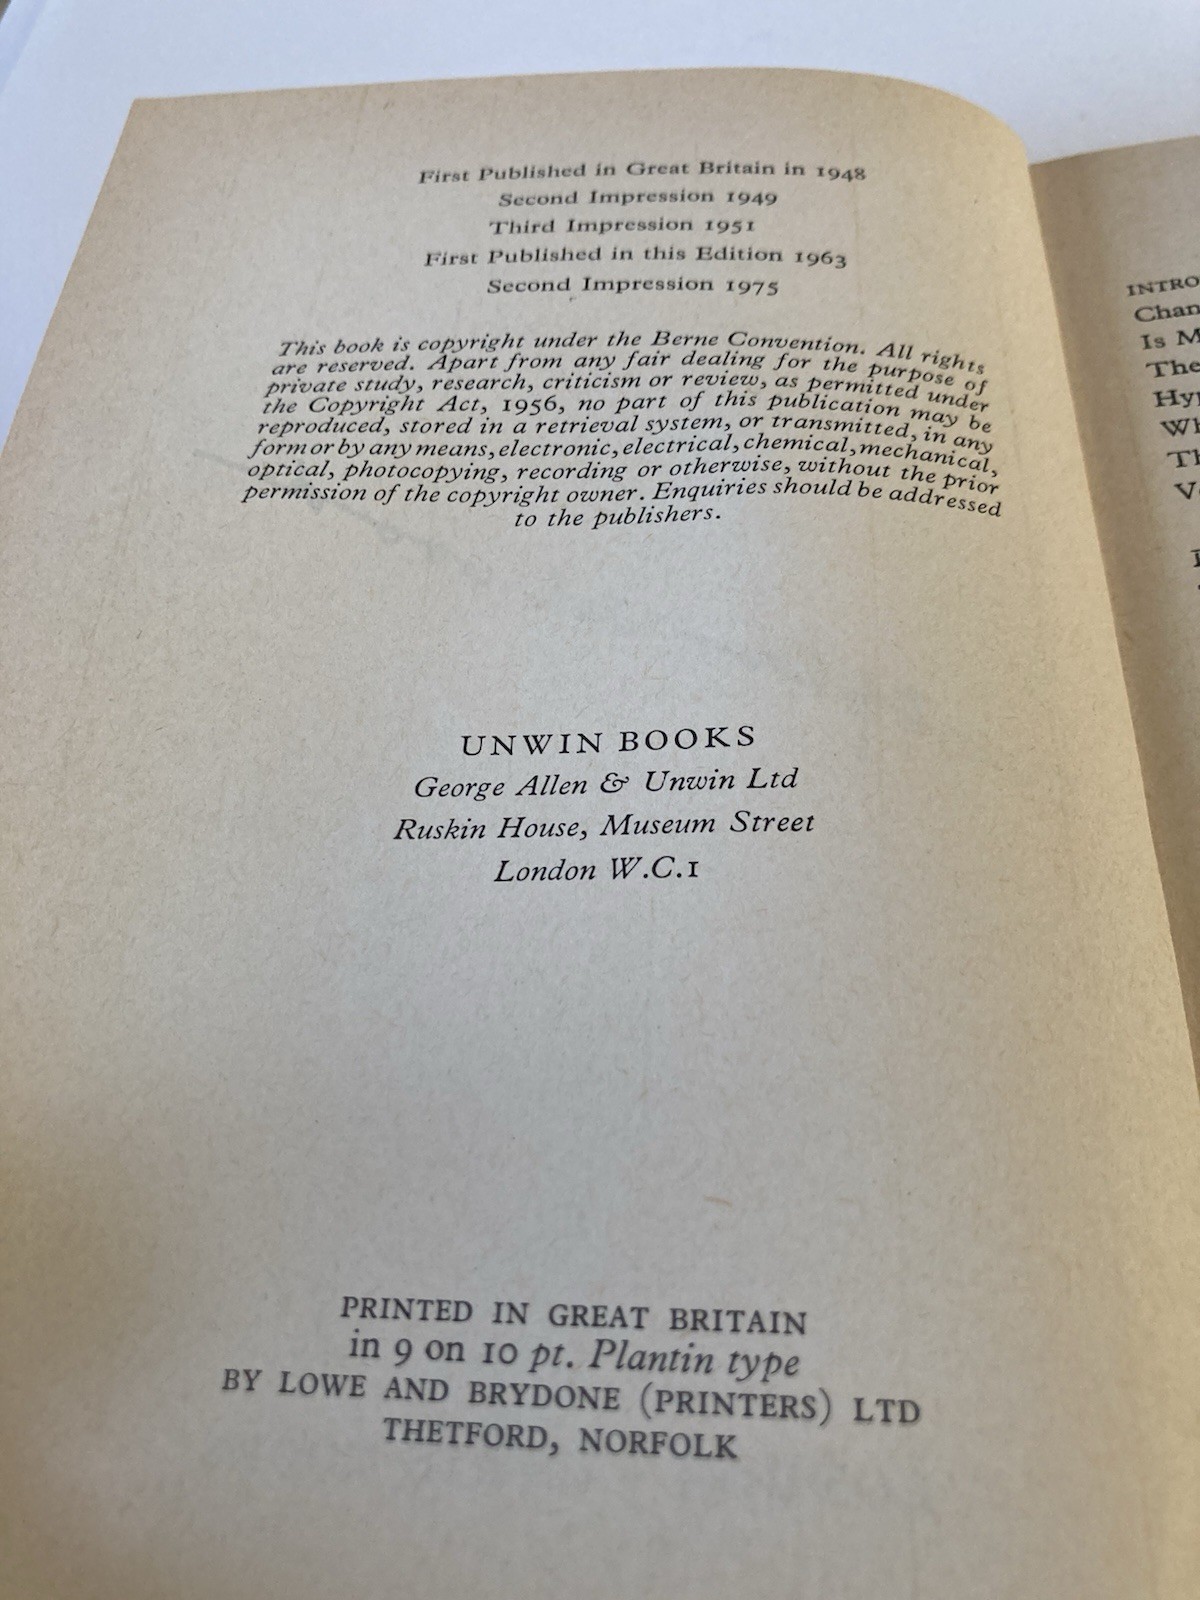 First Published in Great Britain in 1948
Second Impression 1949
Third Impression 1951
First Published in this Edition 1963
Second Impression 1975
This book is copyright under the Berne Convention. All rights
are reserved. Apart from any fair dealing for the purpose of
private study, research, criticism or review, as permitted under
the Copyright Act, 1956, no part of this publication may be
reproduced, stored in a retrieval system, or transmitted, in any
form or by any means, electronic, electrical, chemical, mechanical,
optical, photocopying, recording or otherwise, without the prior
permission of the copyright owner. Enquiries should be addressed
to the publishers.
UNWIN BOOKS
George Allen & Unwin Ltd
Ruskin House, Museum Street
London W.C.1
PRINTED IN GREAT BRITAIN
in 9 on 10 pt. Plantin type
BY LOWE AND BRYDONE (PRINTERS) LTD
THETFORD, NORFOLK
Is
The